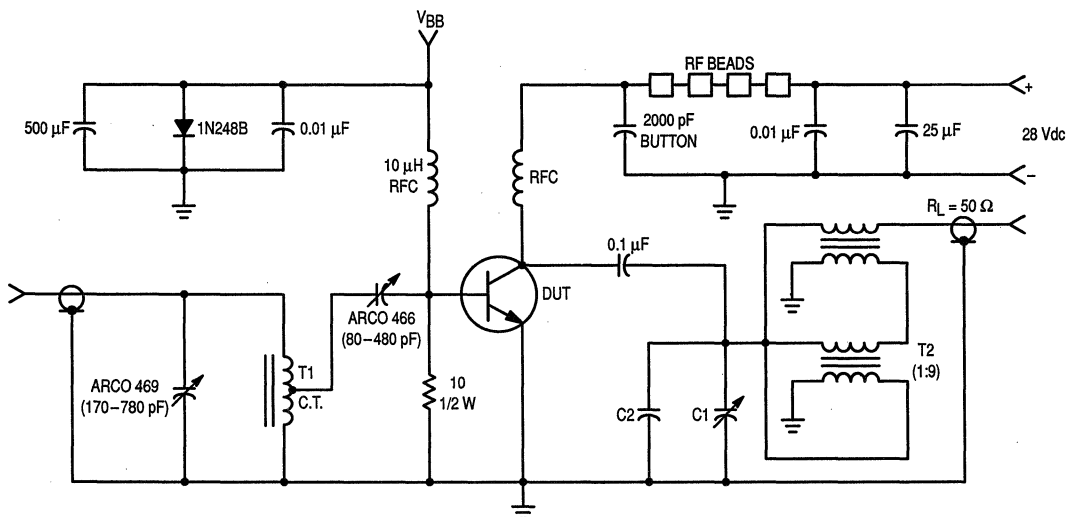 V_BB
RF BEADS
+
500 μF
1N248B
0.01 μF
2000 pF
BUTTON
0.01 μF
25 μF
28 Vdc
10 μH
RFC
RFC
–
R_L = 50 Ω
0.1 μF
DUT
ARCO 466
(80–480 pF)
T1
C.T.
T2
(1:9)
ARCO 469
(170–780 pF)
10
1/2 W
C2
C1